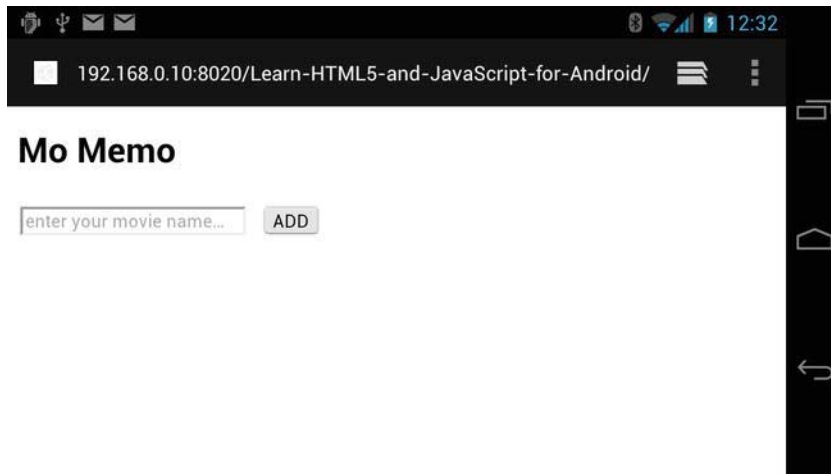 12:32
192.168.0.10:8020/Learn-HTML5-and-JavaScript-for-Android/
Mo Memo
enter your movie name...
ADD